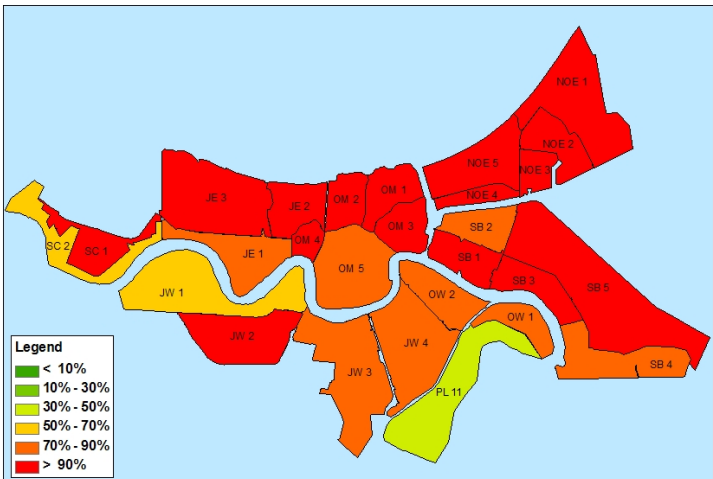 NOE 1
NOE 2
NOE 5
NOE 3
NOE 4
JE 3
JE 2
OM 2
OM 1
OM 3
OM 4
SB 2
SC 2
SC 1
JE 1
OM 5
SB 1
SB 3
SB 5
JW 1
OW 2
OW 1
JW 2
JW 4
JW 3
SB 4
PL 11
Legend
< 10%
10% - 30%
30% - 50%
50% - 70%
70% - 90%
> 90%